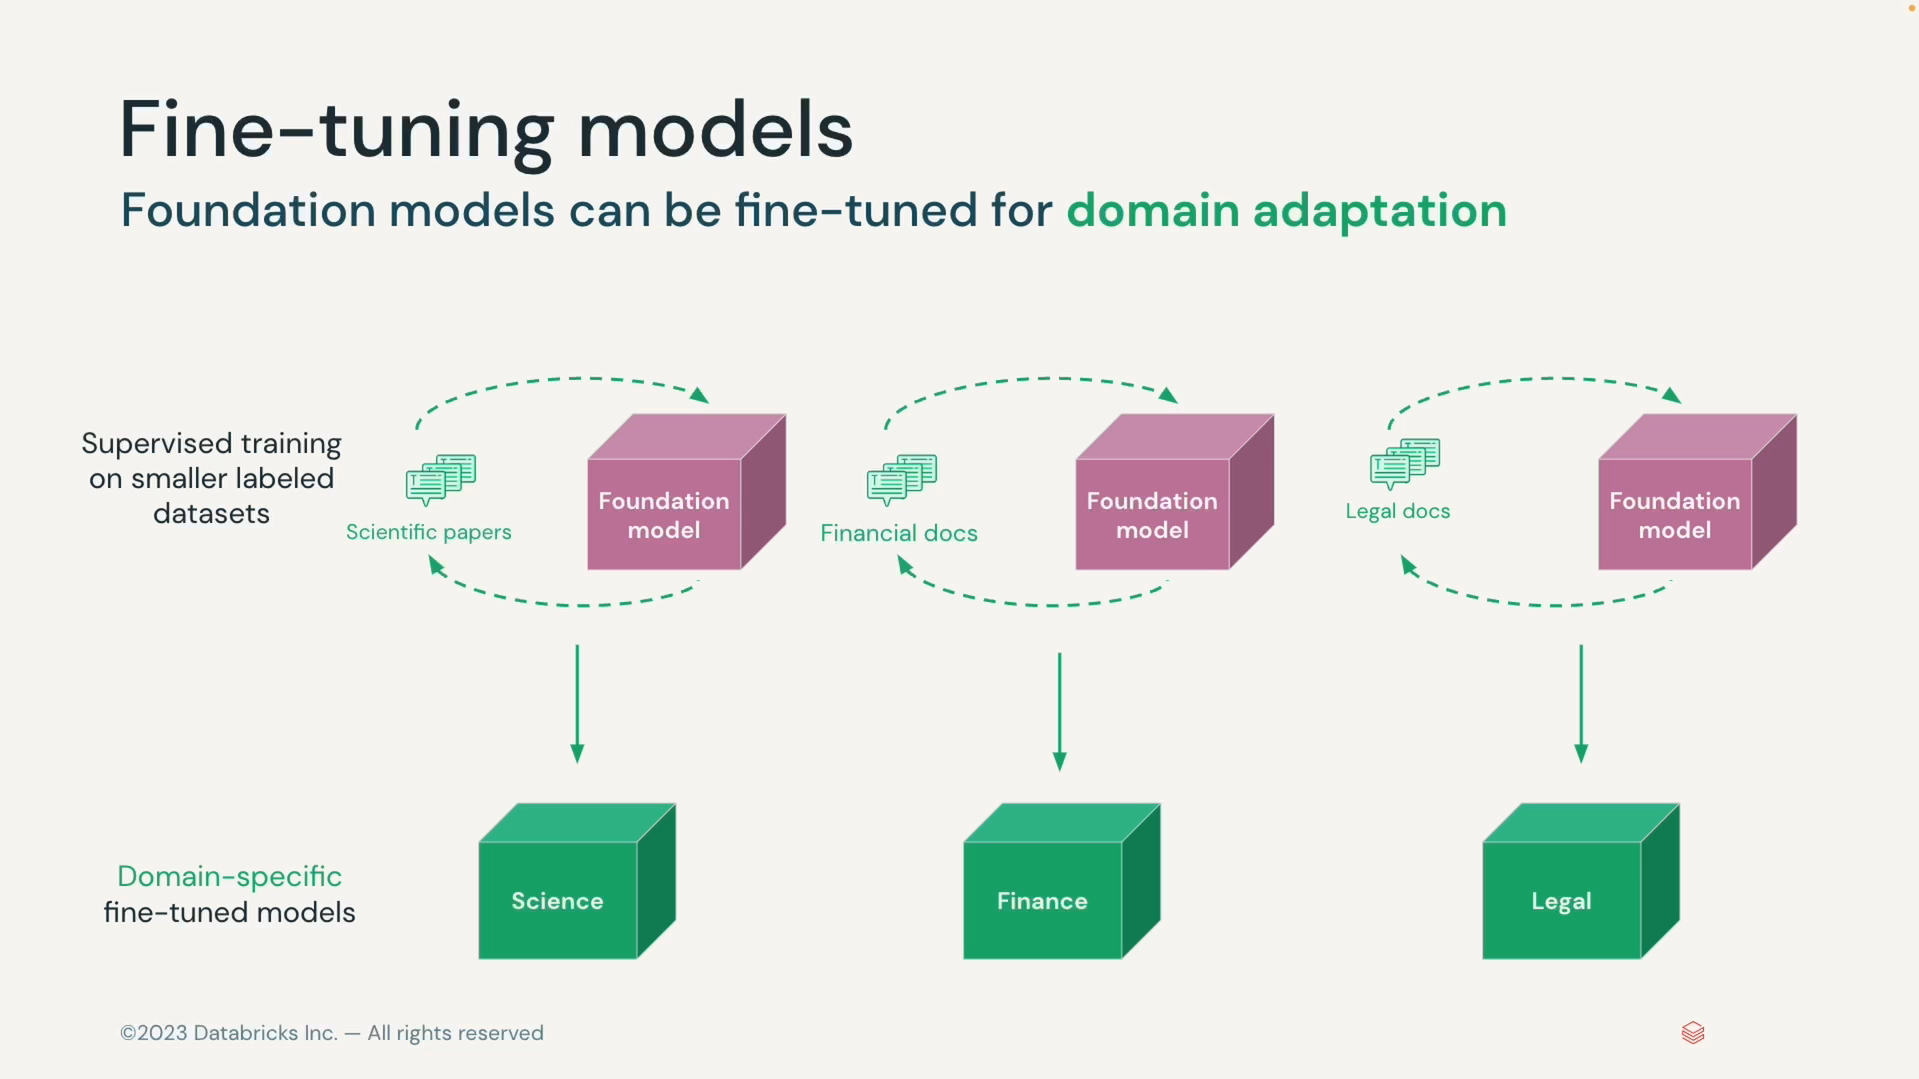 Fine-tuning models
Foundation models can be fine-tuned for domain adaptation
Supervised training
on smaller labeled
datasets
Scientific papers
Foundation
model
Financial docs
Foundation
model
Legal docs
Foundation
model
Domain-specific
fine-tuned models
Science
Finance
Legal
©2023 Databricks Inc. — All rights reserved